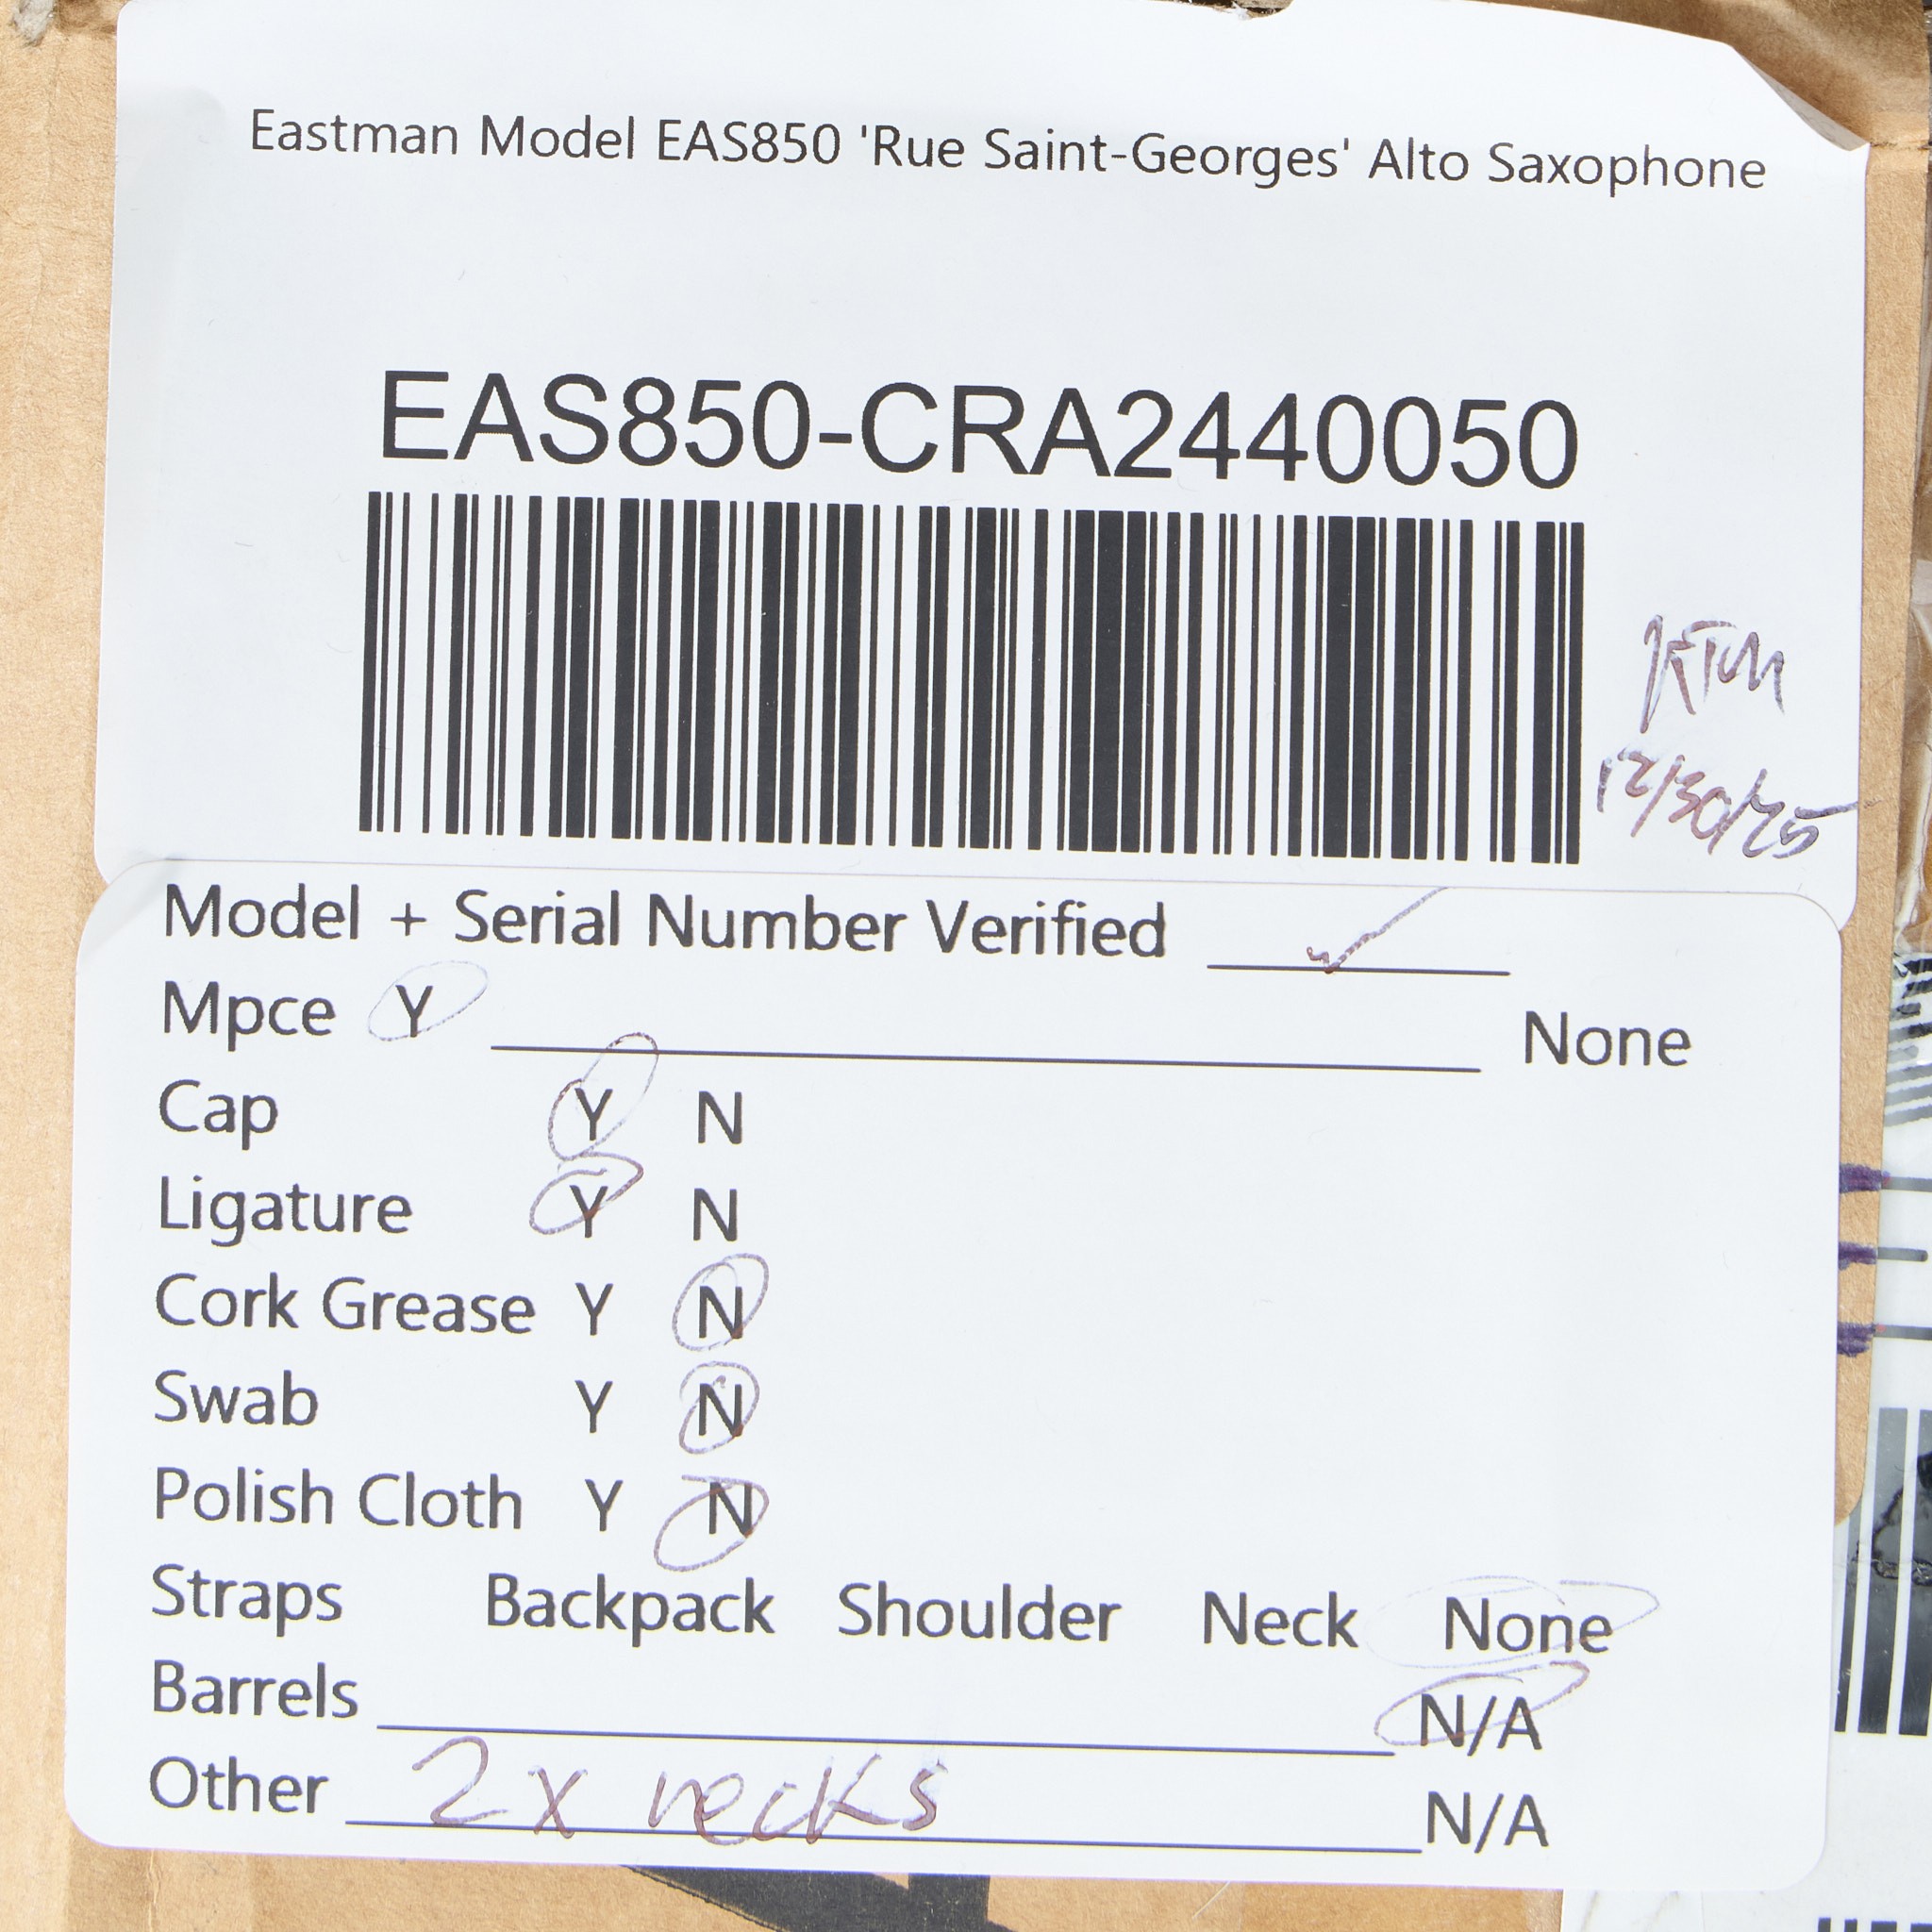 Eastman Model EAS850 'Rue Saint-Georges' Alto Saxophone
EAS850-CRA2440050
KTM
12/30/25
Model + Serial Number Verified
Mpce Y None
Cap Y N
Ligature Y N
Cork Grease Y N
Swab Y N
Polish Cloth Y N
Straps Backpack Shoulder Neck None
Barrels N/A
Other 2x necks N/A